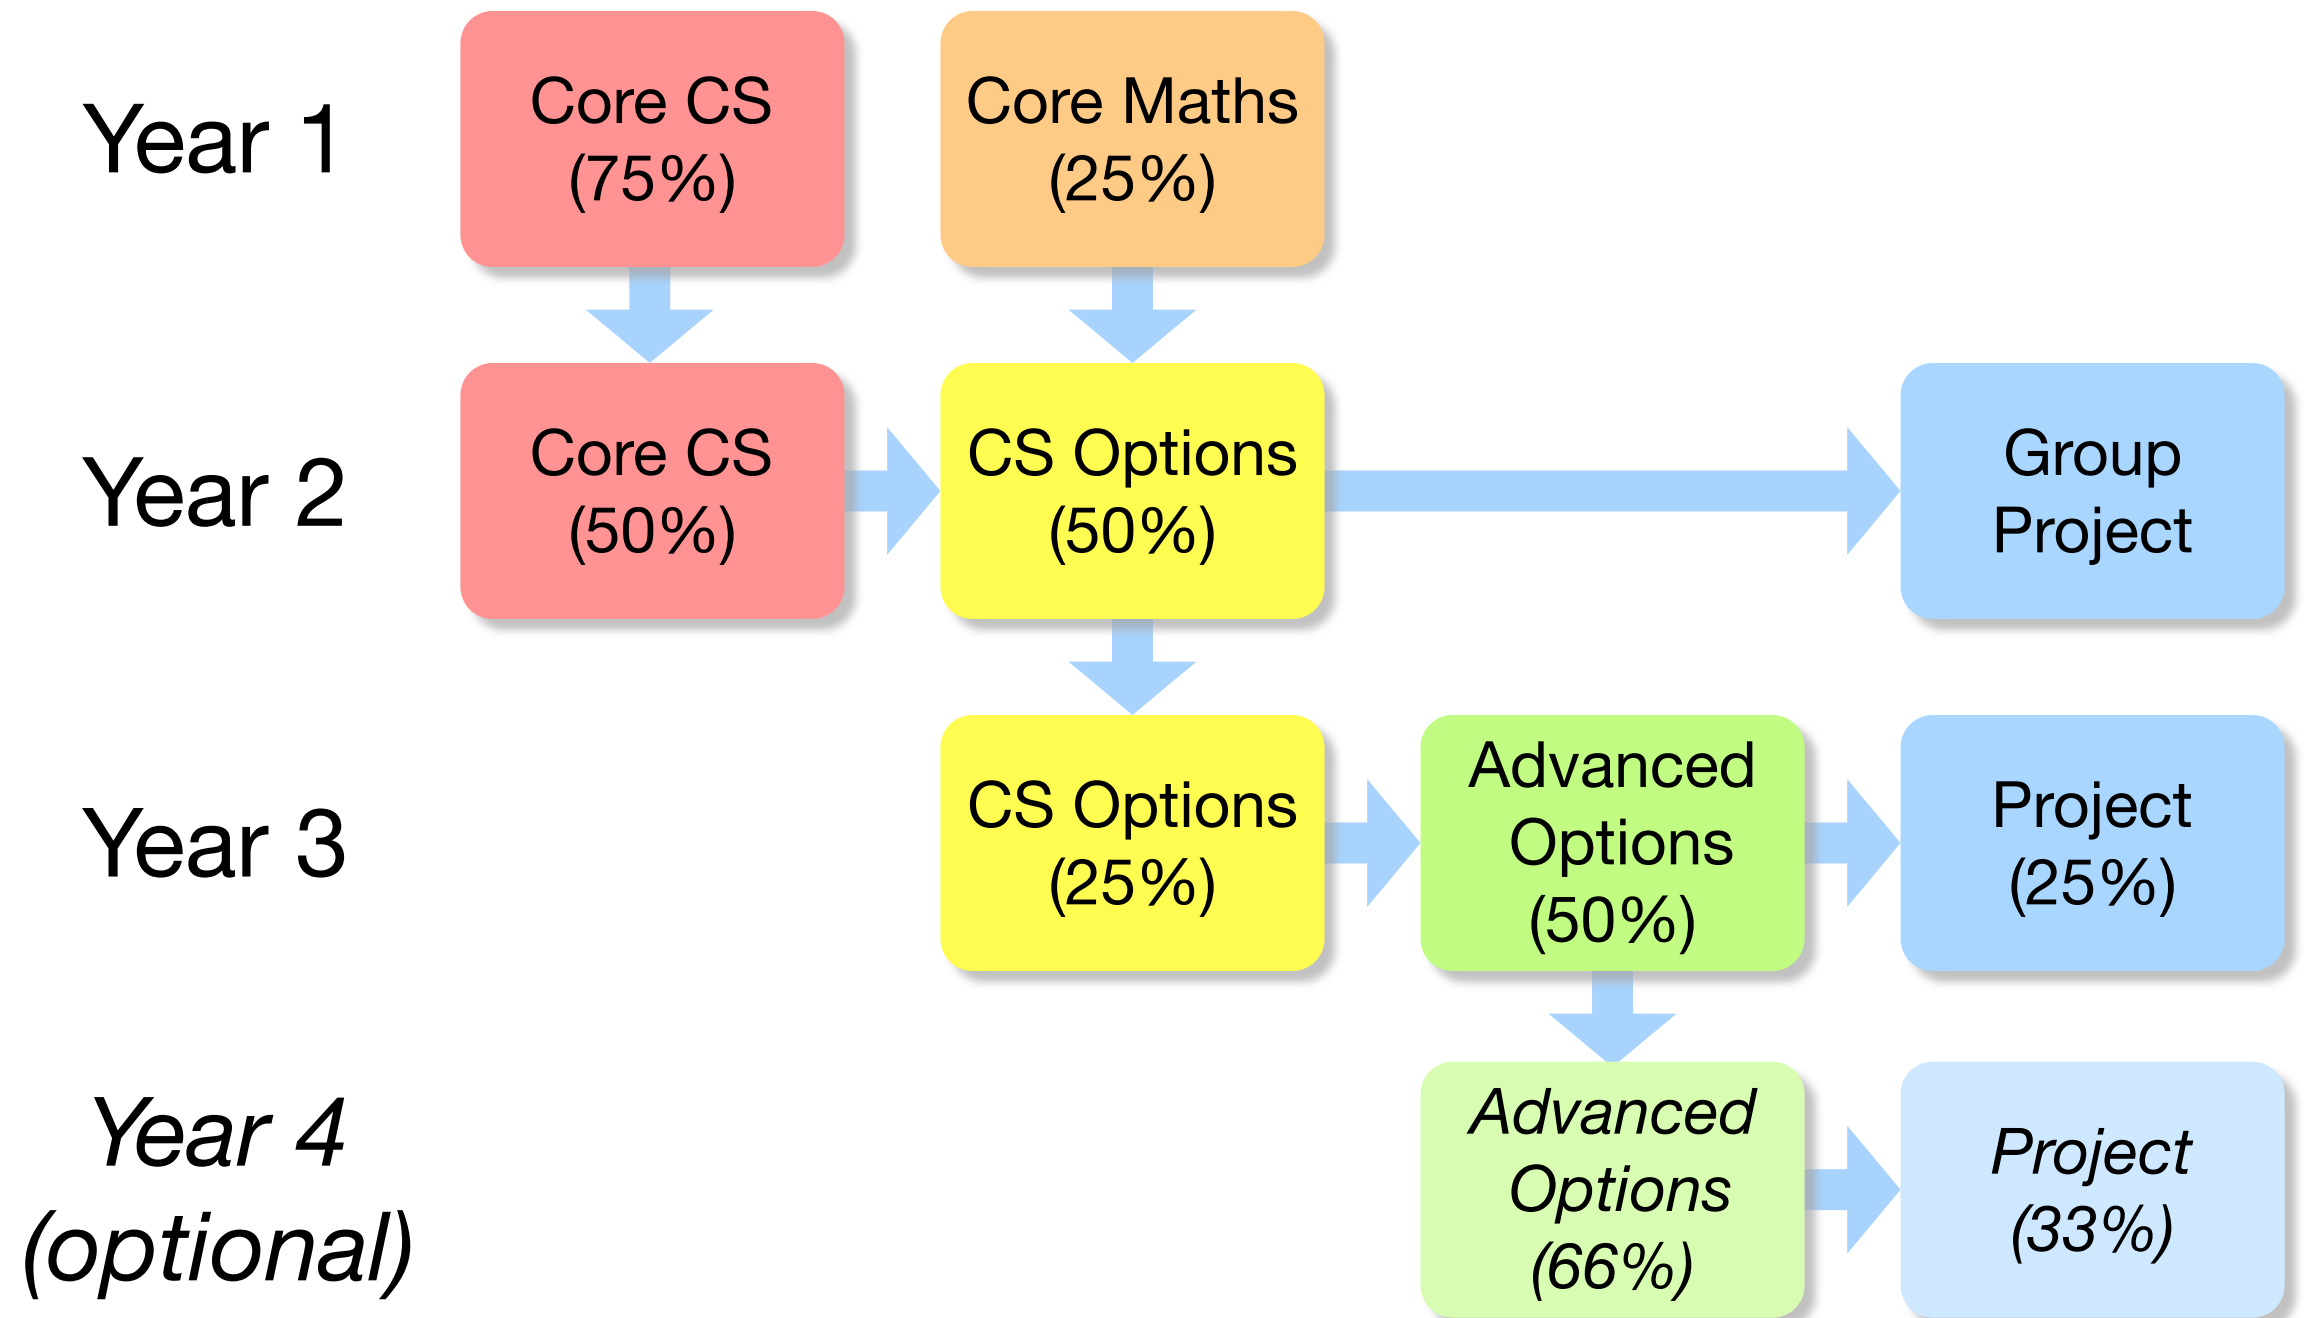 Year 1
Core CS
(75%)
Core Maths
(25%)
Year 2
Core CS
(50%)
CS Options
(50%)
Group
Project
Year 3
CS Options
(25%)
Advanced
Options
(50%)
Project
(25%)
Year 4
(optional)
Advanced
Options
(66%)
Project
(33%)